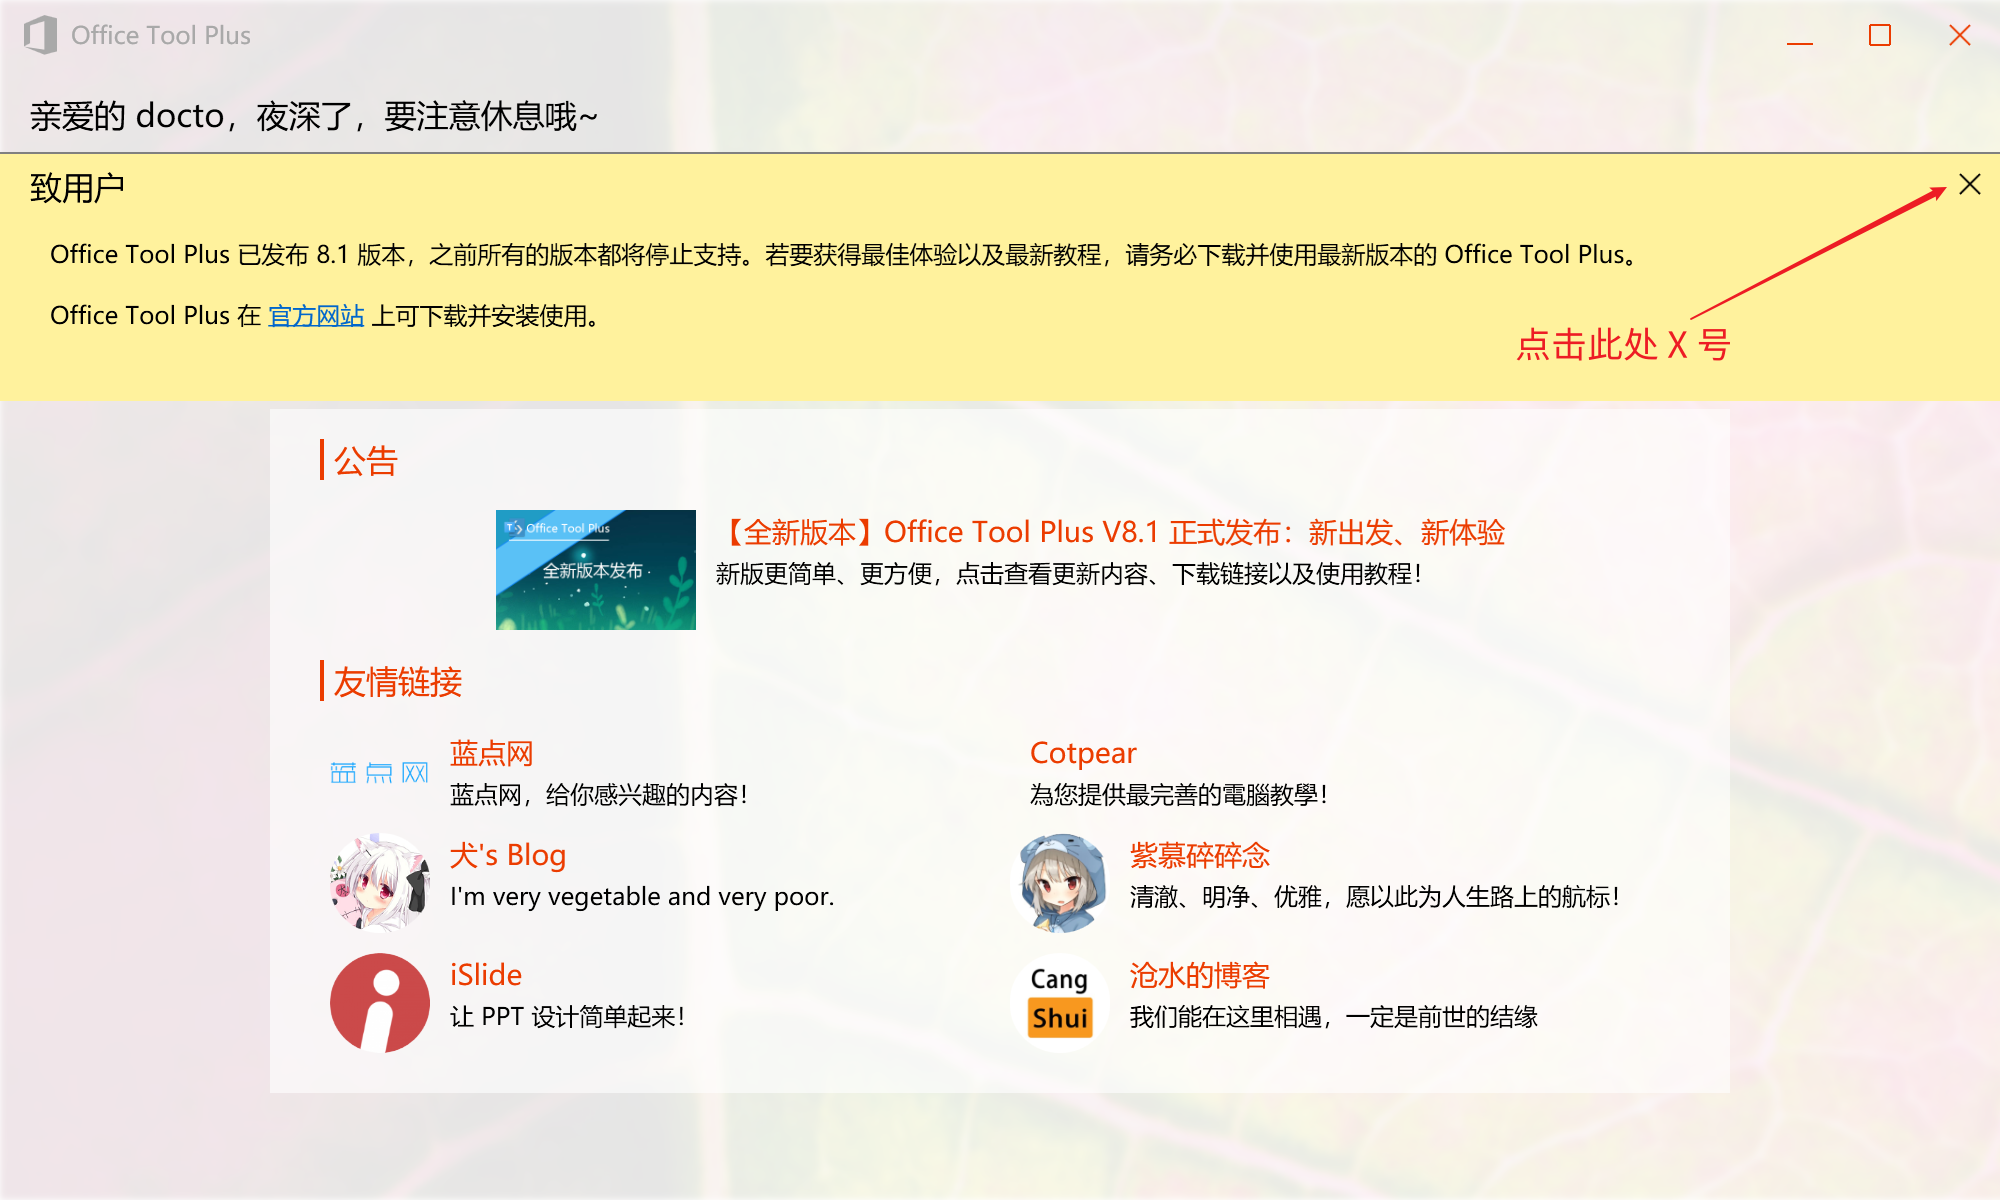 Office Tool Plus
亲爱的 docto，夜深了，要注意休息哦~
致用户
Office Tool Plus 已发布 8.1 版本，之前所有的版本都将停止支持。若要获得最佳体验以及最新教程，请务必下载并使用最新版本的 Office Tool Plus。
Office Tool Plus 在 官方网站 上可下载并安装使用。
点击此处 X 号
公告
Office Tool Plus
全新版本发布
【全新版本】Office Tool Plus V8.1 正式发布：新出发、新体验
新版更简单、更方便，点击查看更新内容、下载链接以及使用教程！
友情链接
蓝点网
蓝点网
蓝点网，给你感兴趣的内容！
Cotpear
為您提供最完善的電腦教學！
犬's Blog
I'm very vegetable and very poor.
紫慕碎碎念
清澈、明净、优雅，愿以此为人生路上的航标！
iSlide
让 PPT 设计简单起来！
Cang
Shui
沧水的博客
我们能在这里相遇，一定是前世的结缘